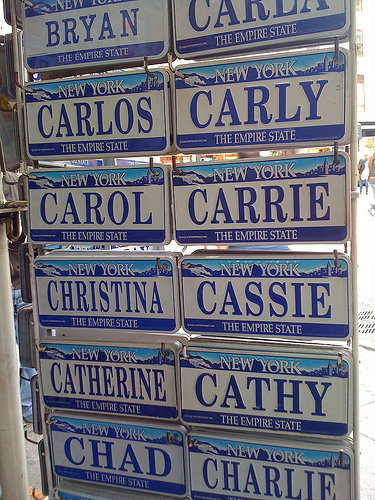 NEW YORK
BRYAN
THE EMPIRE STATE
CARLA
THE EMPIRE STATE
NEW YORK
CARLOS
THE EMPIRE STATE
NEW YORK
CARLY
THE EMPIRE STATE
NEW YORK
CAROL
THE EMPIRE STATE
NEW YORK
CARRIE
THE EMPIRE STATE
NEW YORK
CHRISTINA
THE EMPIRE STATE
NEW YORK
CASSIE
THE EMPIRE STATE
NEW YORK
CATHERINE
THE EMPIRE STATE
NEW YORK
CATHY
THE EMPIRE STATE
NEW YORK
CHAD
THE EMPIRE STATE
NEW YORK
CHARLIE